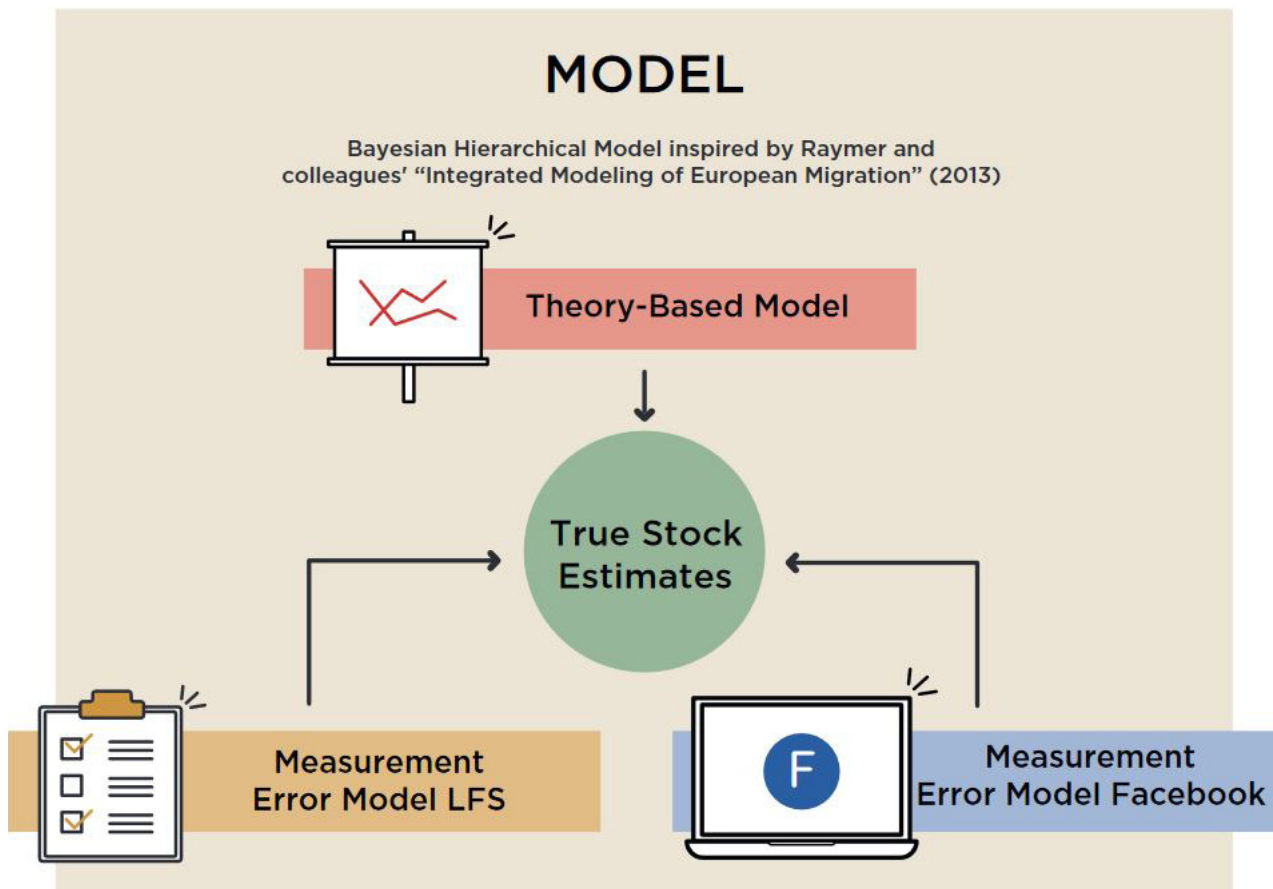 MODEL
Bayesian Hierarchical Model inspired by Raymer and
colleagues' “Integrated Modeling of European Migration” (2013)
Theory-Based Model
True Stock
Estimates
Measurement
Error Model LFS
F
Measurement
Error Model Facebook